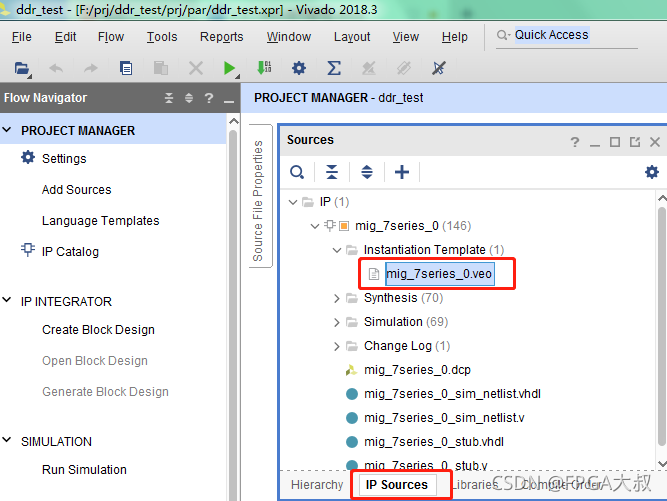 ddr_test - [F:/prj/ddr_test/prj/par/ddr_test.xpr] - Vivado 2018.3
File Edit Flow Tools Reports Window Layout View Help Quick Access
Flow Navigator
PROJECT MANAGER
Settings
Add Sources
Language Templates
IP Catalog
IP INTEGRATOR
Create Block Design
Open Block Design
Generate Block Design
SIMULATION
Run Simulation
PROJECT MANAGER - ddr_test
Source File Properties
Sources
IP (1)
mig_7series_0 (146)
Instantiation Template (1)
mig_7series_0.veo
Synthesis (70)
Simulation (69)
Change Log (1)
mig_7series_0.dcp
mig_7series_0_sim_netlist.vhdl
mig_7series_0_sim_netlist.v
mig_7series_0_stub.vhdl
mig_7series_0_stub.v
Hierarchy IP Sources Libraries Compile Order
CSDN @FPGA大叔